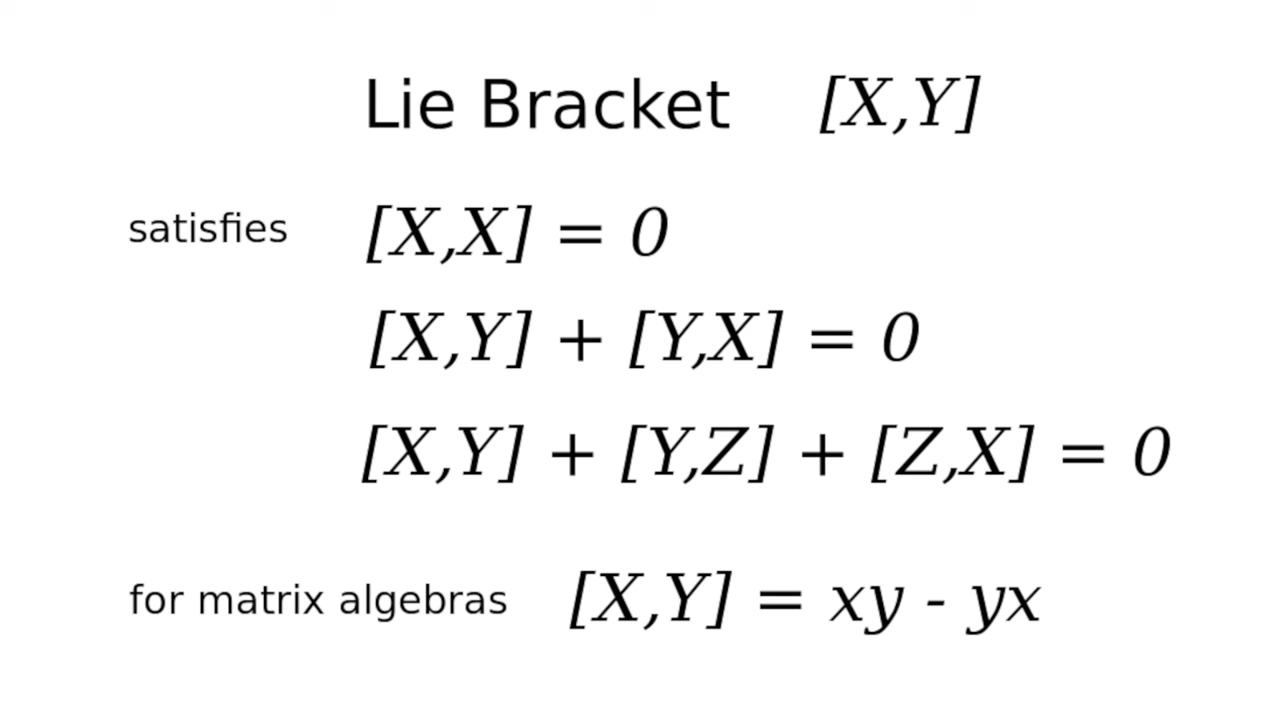 Lie Bracket [X,Y]
satisfies [X,X] = 0
[X,Y] + [Y,X] = 0
[X,Y] + [Y,Z] + [Z,X] = 0
for matrix algebras [X,Y] = xy - yx